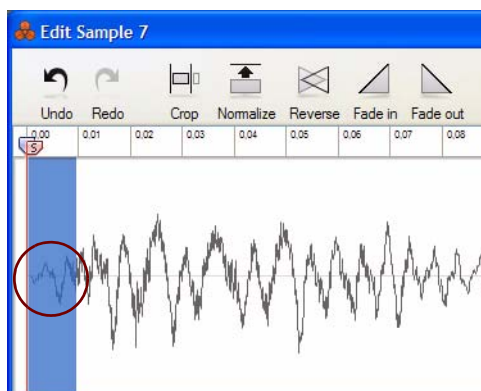 Edit Sample 7
Undo Redo Crop Normalize Reverse Fade in Fade out
0,00 0,01 0,02 0,03 0,04 0,05 0,06 0,07 0,08
S